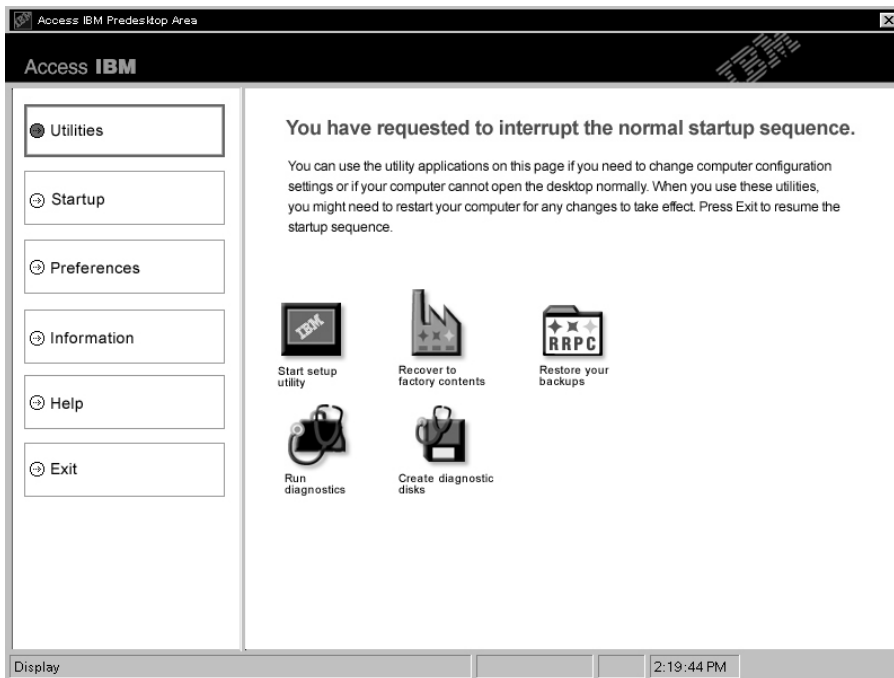 Access IBM Predesktop Area
Access IBM
IBM
Utilities
Startup
Preferences
Information
Help
Exit
You have requested to interrupt the normal startup sequence.
You can use the utility applications on this page if you need to change computer configuration
settings or if your computer cannot open the desktop normally. When you use these utilities,
you might need to restart your computer for any changes to take effect. Press Exit to resume the
startup sequence.
IBM
Start setup
utility
Recover to
factory contents
RRPC
Restore your
backups
Run
diagnostics
Create diagnostic
disks
Display
2:19:44 PM